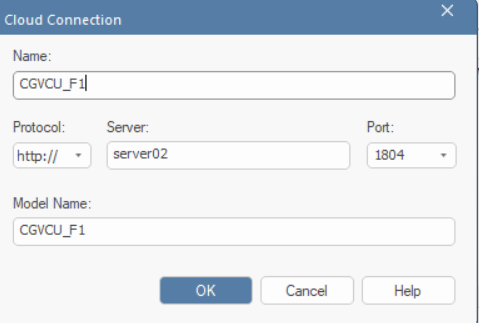 Cloud Connection
Name:
CGVCU_F1
Protocol: Server: Port:
http:// server02 1804
Model Name:
CGVCU_F1
OK Cancel Help